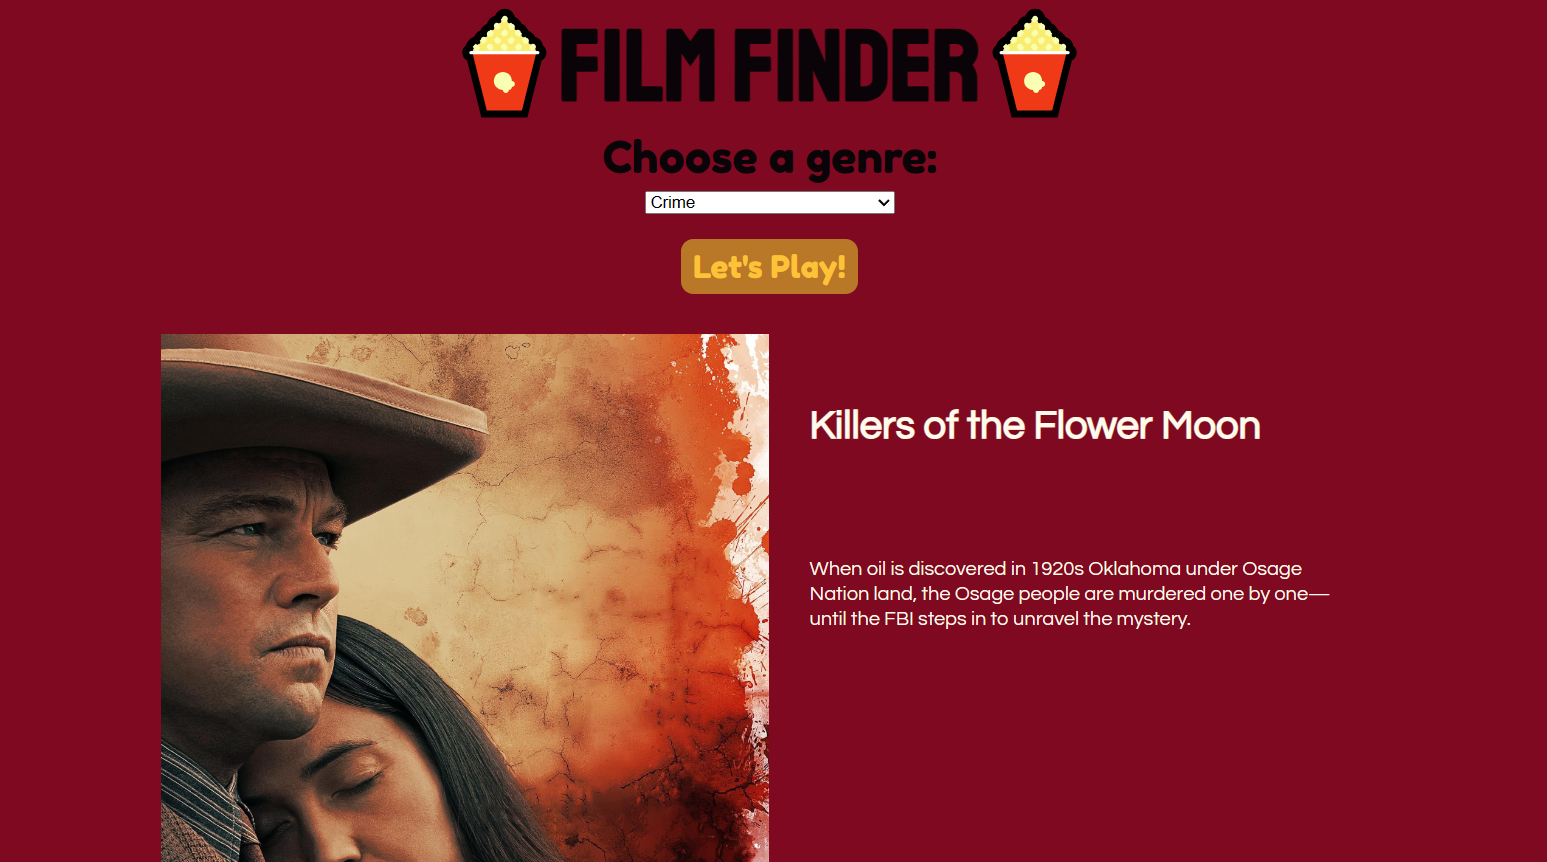 FILM FINDER
Choose a genre:
Crime
Let's Play!
Killers of the Flower Moon
When oil is discovered in 1920s Oklahoma under Osage
Nation land, the Osage people are murdered one by one—
until the FBI steps in to unravel the mystery.